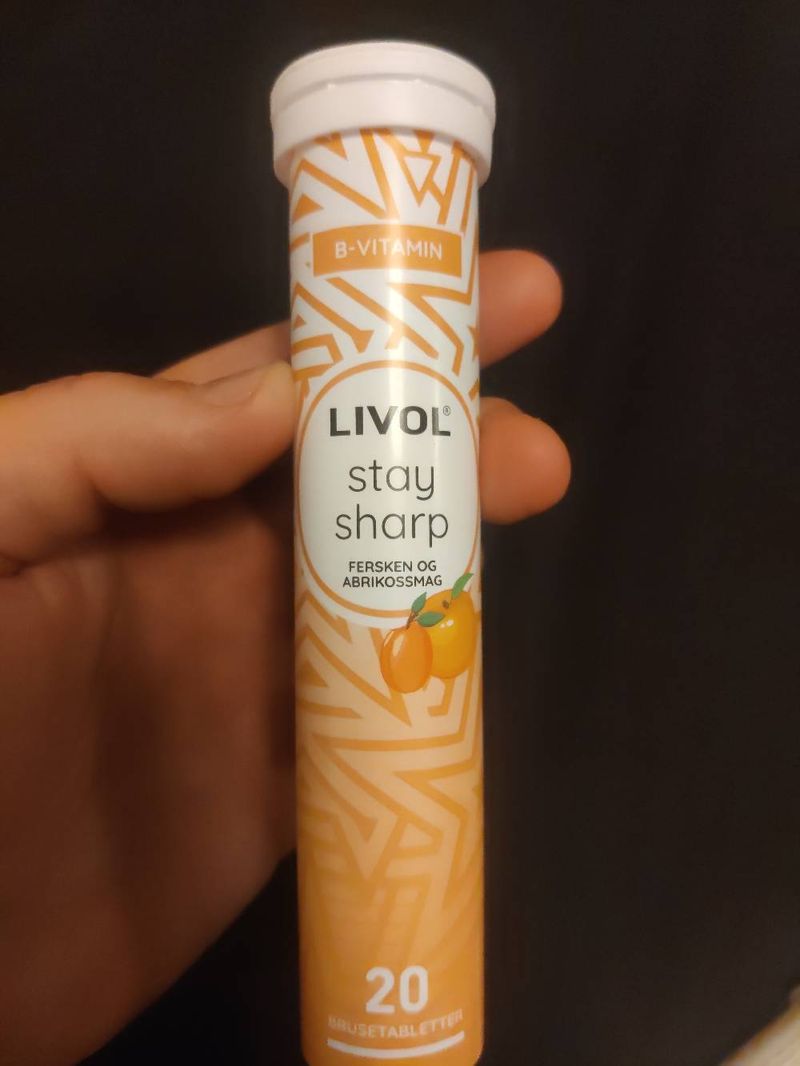 B-VITAMIN
LIVOL®
stay
sharp
FERSKEN OG
ABRIKOSSMAG
20
BRUSETABLETTER